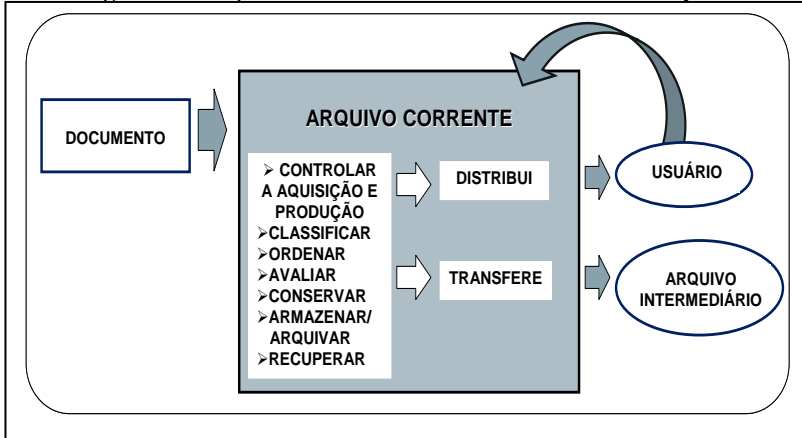 DOCUMENTO
ARQUIVO CORRENTE
➢ CONTROLAR
A AQUISIÇÃO E
PRODUÇÃO
➢CLASSIFICAR
➢ORDENAR
➢AVALIAR
➢CONSERVAR
➢ARMAZENAR/
ARQUIVAR
➢RECUPERAR
DISTRIBUI
TRANSFERE
USUÁRIO
ARQUIVO
INTERMEDIÁRIO